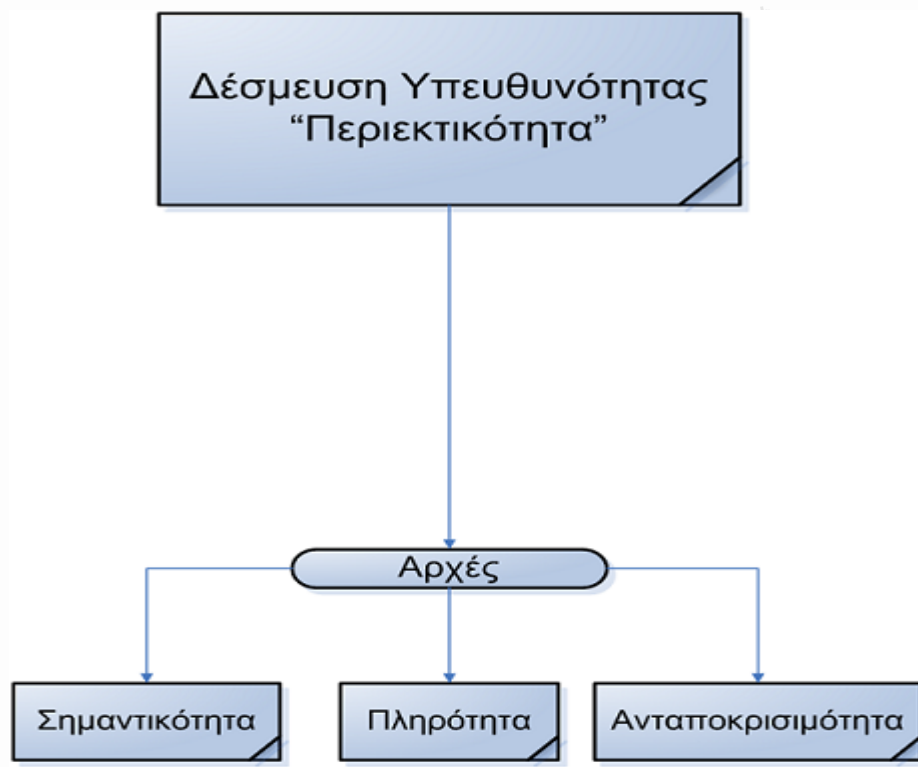 Δέσμευση Υπευθυνότητας
“Περιεκτικότητα”
Αρχές
Σημαντικότητα
Πληρότητα
Ανταποκρισιμότητα